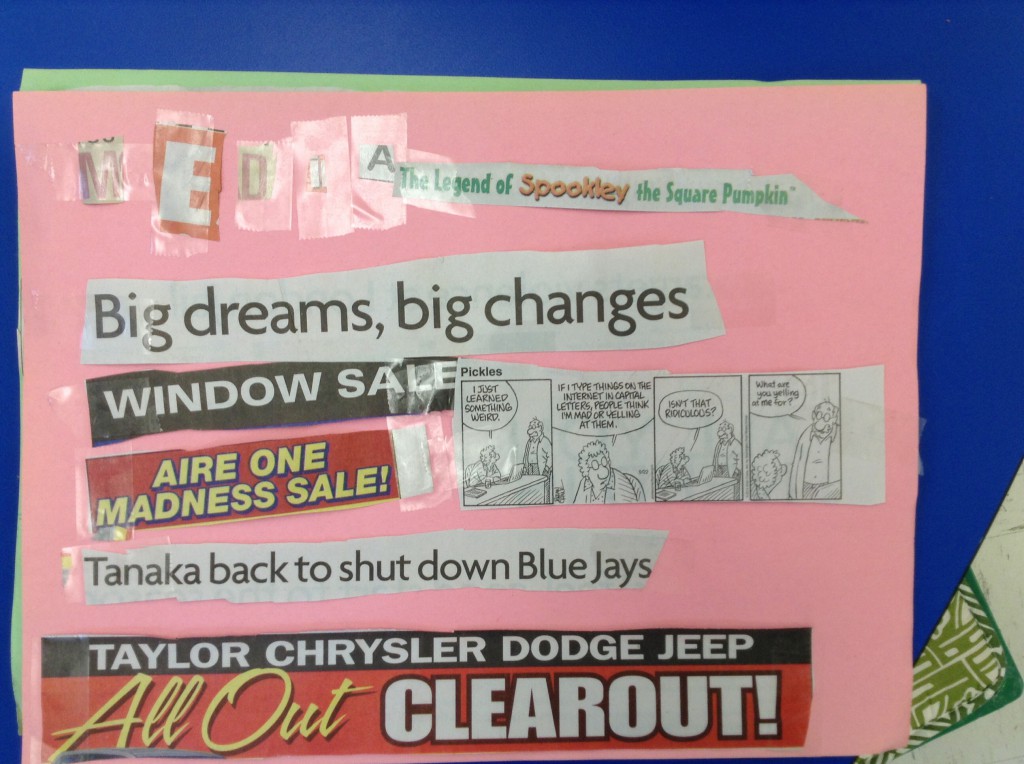 MEDIA
The Legend of Spookley the Square Pumpkin™
Big dreams, big changes
WINDOW SALE
Pickles
I JUST
LEARNED
SOMETHING
WEIRD.
IF I TYPE THINGS ON THE
INTERNET IN CAPITAL
LETTERS, PEOPLE THINK
I'M MAD OR YELLING
AT THEM.
ISN'T THAT
RIDICULOUS?
What are
you yelling
at me for?
AIRE ONE
MADNESS SALE!
Tanaka back to shut down Blue Jays
TAYLOR CHRYSLER DODGE JEEP
All Out CLEAROUT!